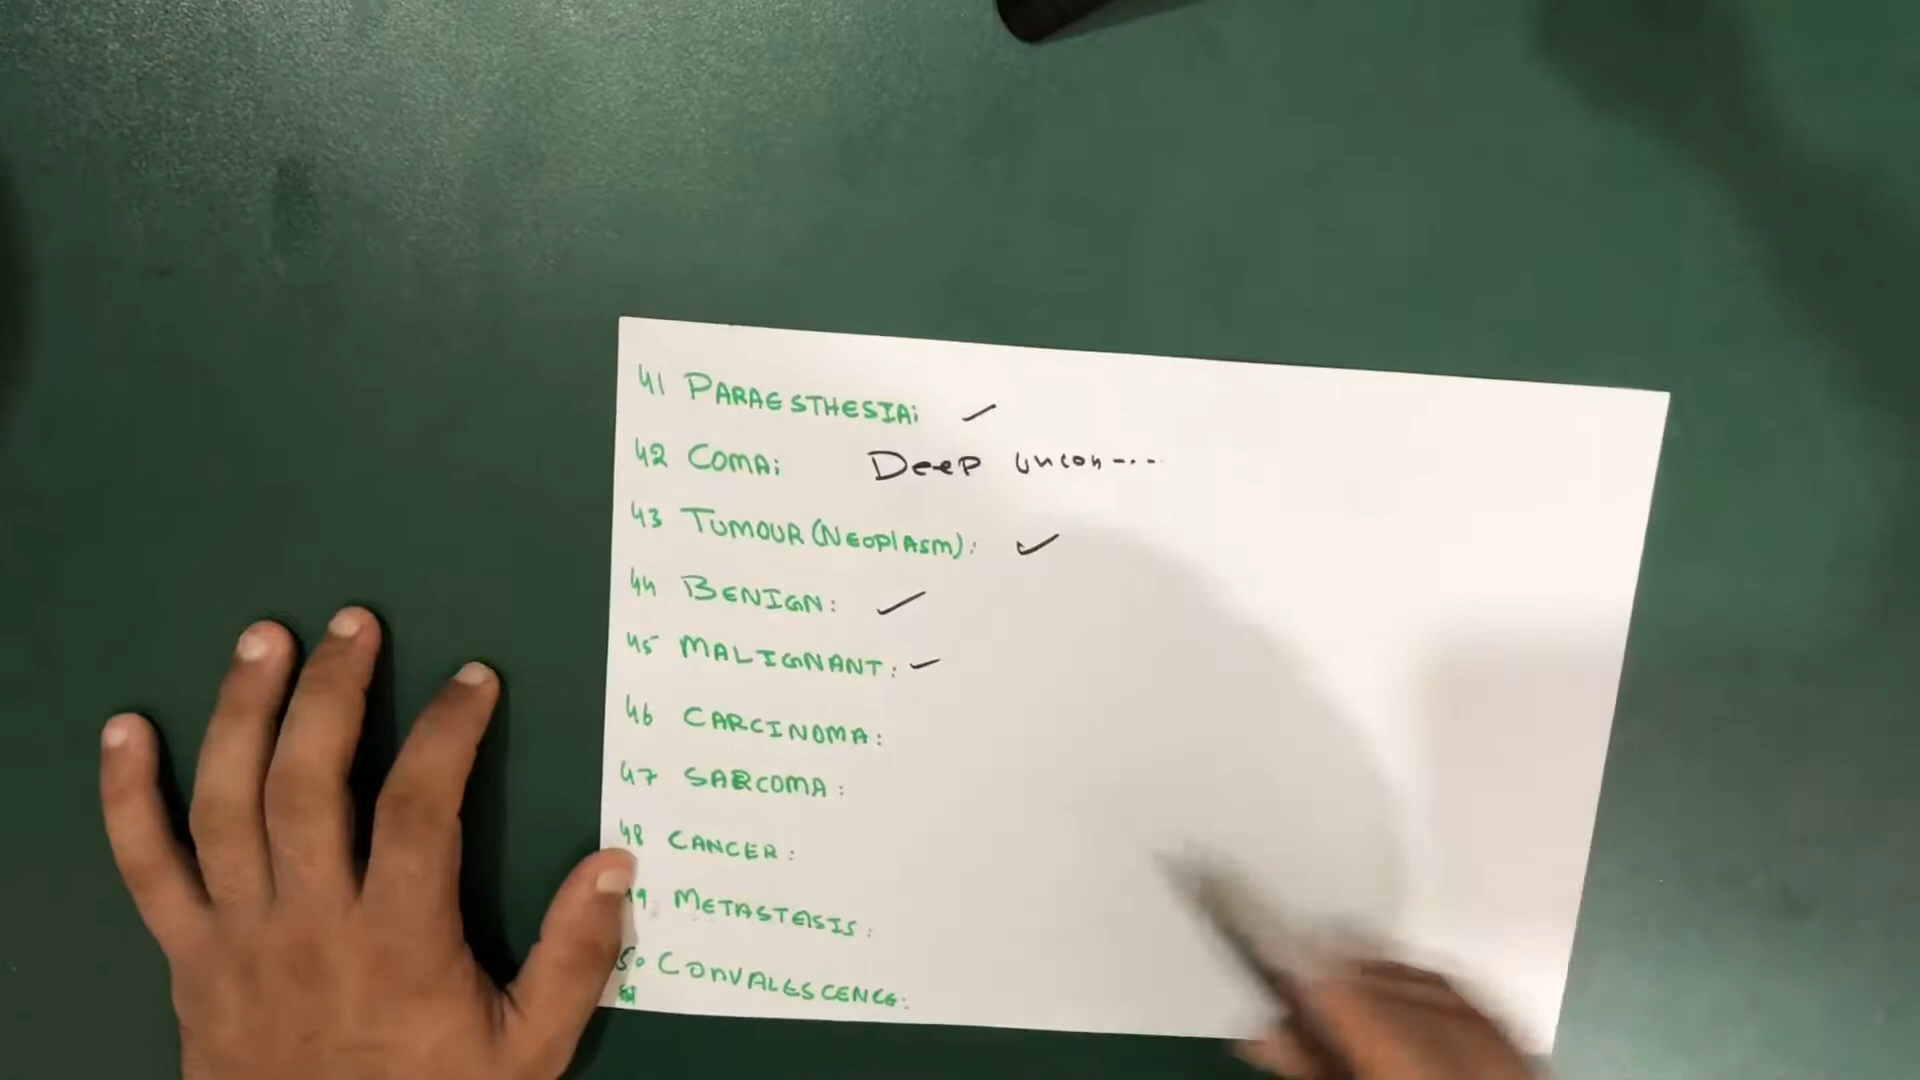 41 PARAESTHESIA:
42 COMA: Deep uncon----
43 TUMOUR (NEOPlASM):
44 BENIGN:
45 MALIGNANT:
46 CARCINOMA:
47 SARCOMA:
48 CANCER:
49 METASTASIS:
50 CONVALESCENCE: